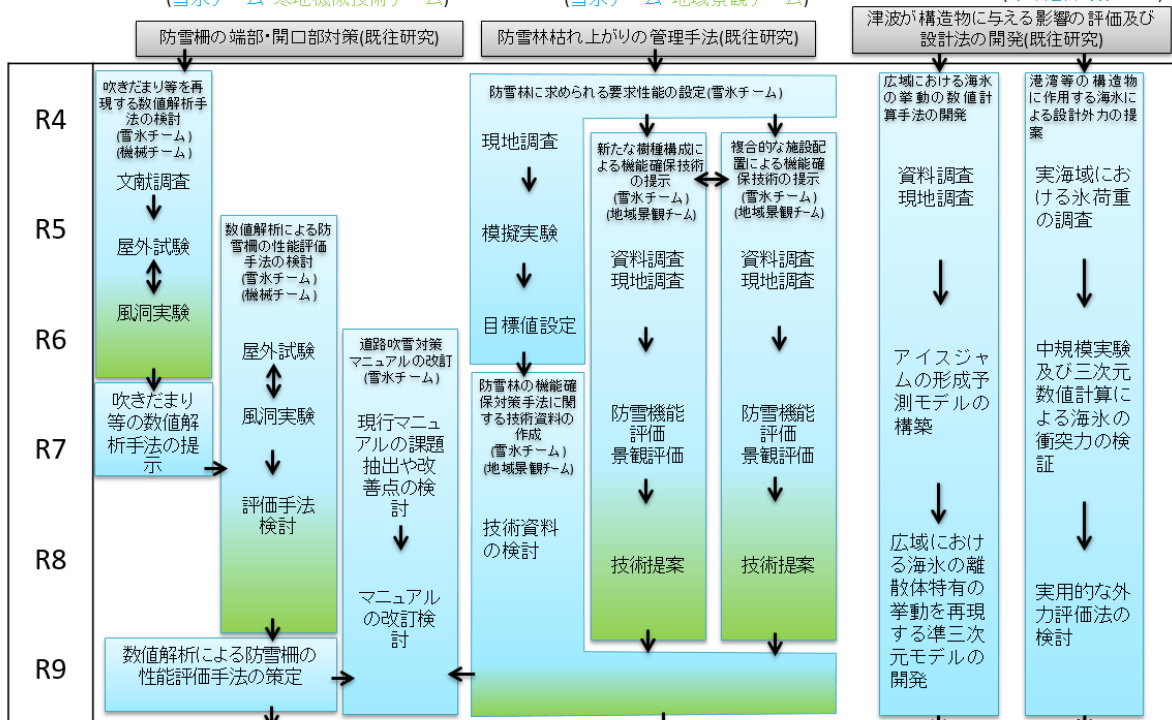 (雪氷チーム 寒地機械技術チーム)
(雪氷チーム 地域景観チーム)
防雪柵の端部・開口部対策(既往研究)
防雪林枯れ上がりの管理手法(既往研究)
津波が構造物に与える影響の評価及び
設計法の開発(既往研究)
R4
R5
R6
R7
R8
R9
吹きだまり等を再
現する数値解析手
法の検討
(雪氷チーム)
(機械チーム)
文献調査
屋外試験
風洞実験
吹きだまり
等の数値解
析手法の提
示
数値解析による防
雪柵の性能評価
手法の検討
(雪氷チーム)
(機械チーム)
屋外試験
風洞実験
評価手法
検討
数値解析による防雪柵の
性能評価手法の策定
道路吹雪対策
マニュアルの改訂
(雪氷チーム)
現行マニュ
アルの課題
抽出や改
善点の検
討
マニュアル
の改訂検
討
防雪林に求められる要求性能の設定(雪氷チーム)
現地調査
模擬実験
目標値設定
防雪林の機能確
保対策手法に関
する技術資料の
作成
(雪氷チーム)
(地域景観チーム)
技術資料
の検討
新たな樹種構成に
よる機能確保技術
の提示
(雪氷チーム)
(地域景観チーム)
資料調査
現地調査
防雪機能
評価
景観評価
技術提案
複合的な施設配
置による機能確
保技術の提示
(雪氷チーム)
(地域景観チーム)
資料調査
現地調査
防雪機能
評価
景観評価
技術提案
広域における海氷
の挙動の数値計
算手法の開発
資料調査
現地調査
アイスジャ
ムの形成予
測モデルの
構築
広域におけ
る海氷の離
散体特有の
挙動を再現
する準三次
元モデルの
開発
港湾等の構造物
に作用する海氷に
よる設計外力の提
案
実海域にお
ける氷荷重
の調査
中規模実験
及び三次元
数値計算に
よる海氷の
衝突力の検
証
実用的な外
力評価法の
検討